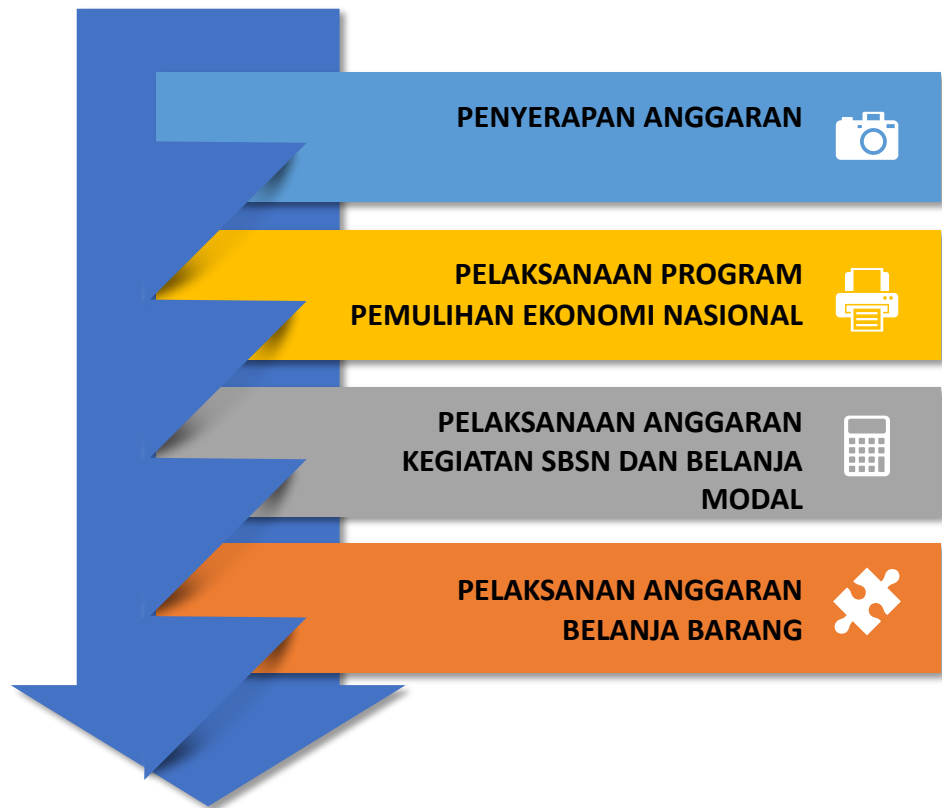 PENYERAPAN ANGGARAN
PELAKSANAAN PROGRAM
PEMULIHAN EKONOMI NASIONAL
PELAKSANAAN ANGGARAN
KEGIATAN SBSN DAN BELANJA
MODAL
PELAKSANAN ANGGARAN
BELANJA BARANG